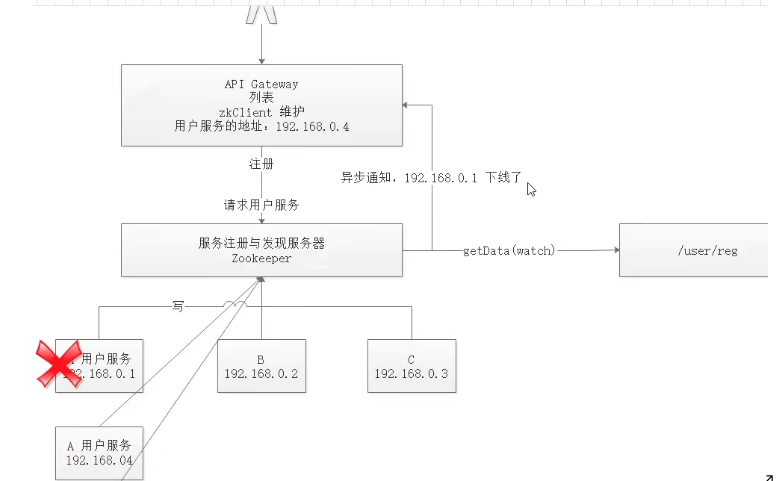 API Gateway
列表
zkClient 维护
用户服务的地址: 192.168.0.4
注册
异步通知, 192.168.0.1 下线了
请求用户服务
服务注册与发现服务器
Zookeeper
getData(watch)
/user/reg
写
用户服务
2.168.0.1
B
192.168.0.2
C
192.168.0.3
A 用户服务
192.168.04